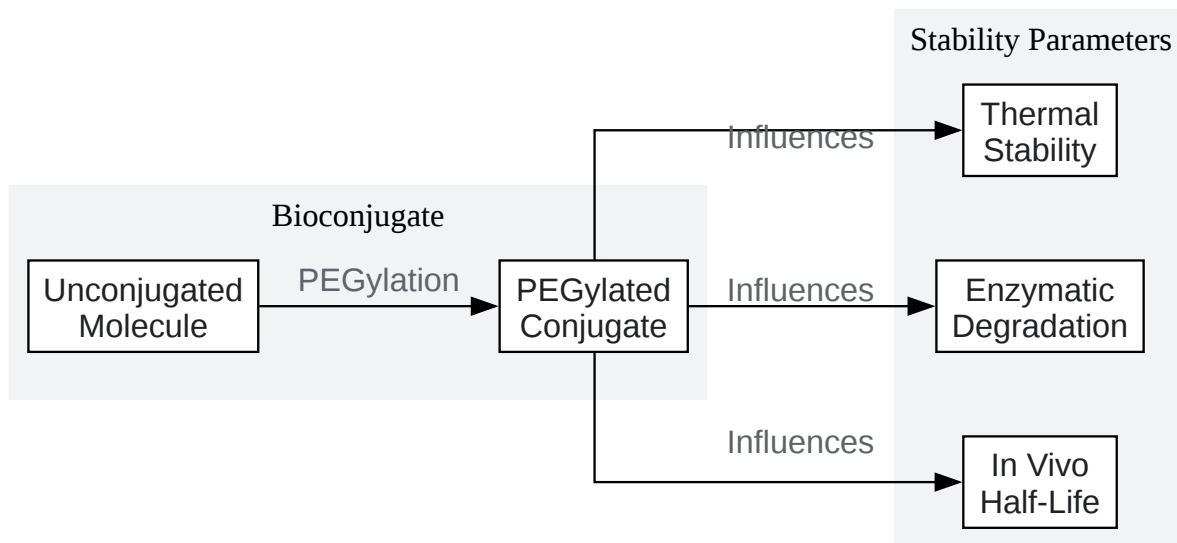 Stability Parameters
Thermal
Stability
Influences
Bioconjugate
Unconjugated
Molecule
PEGylation
PEGylated
Conjugate
Influences
Enzymatic
Degradation
Influences
In Vivo
Half-Life